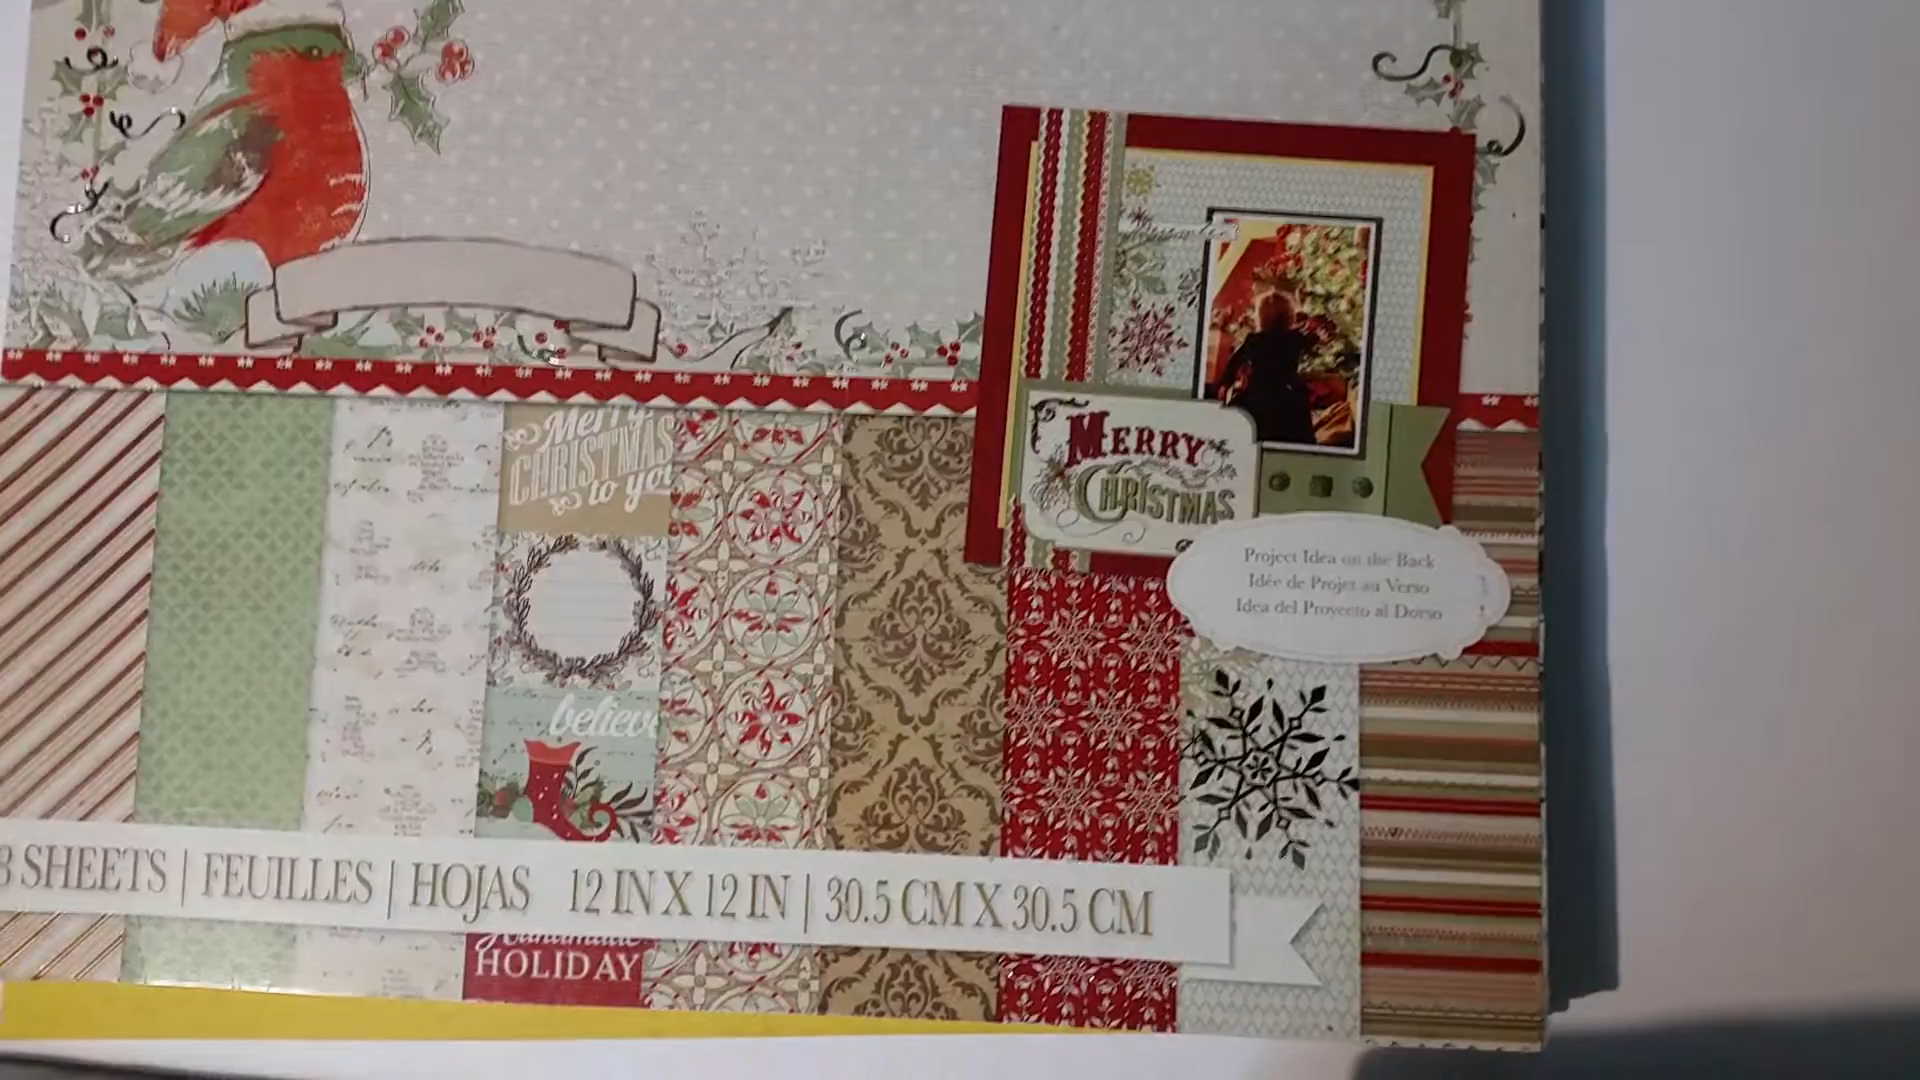 Merry
CHRISTMAS
to you
believe
MERRY
CHRISTMAS
Project Idea on the Back
Idée de Projet au Verso
Idea del Proyecto al Dorso
SHEETS | FEUILLES | HOJAS 12 IN X 12 IN | 30.5 CM X 30.5 CM
Handmade
HOLIDAY